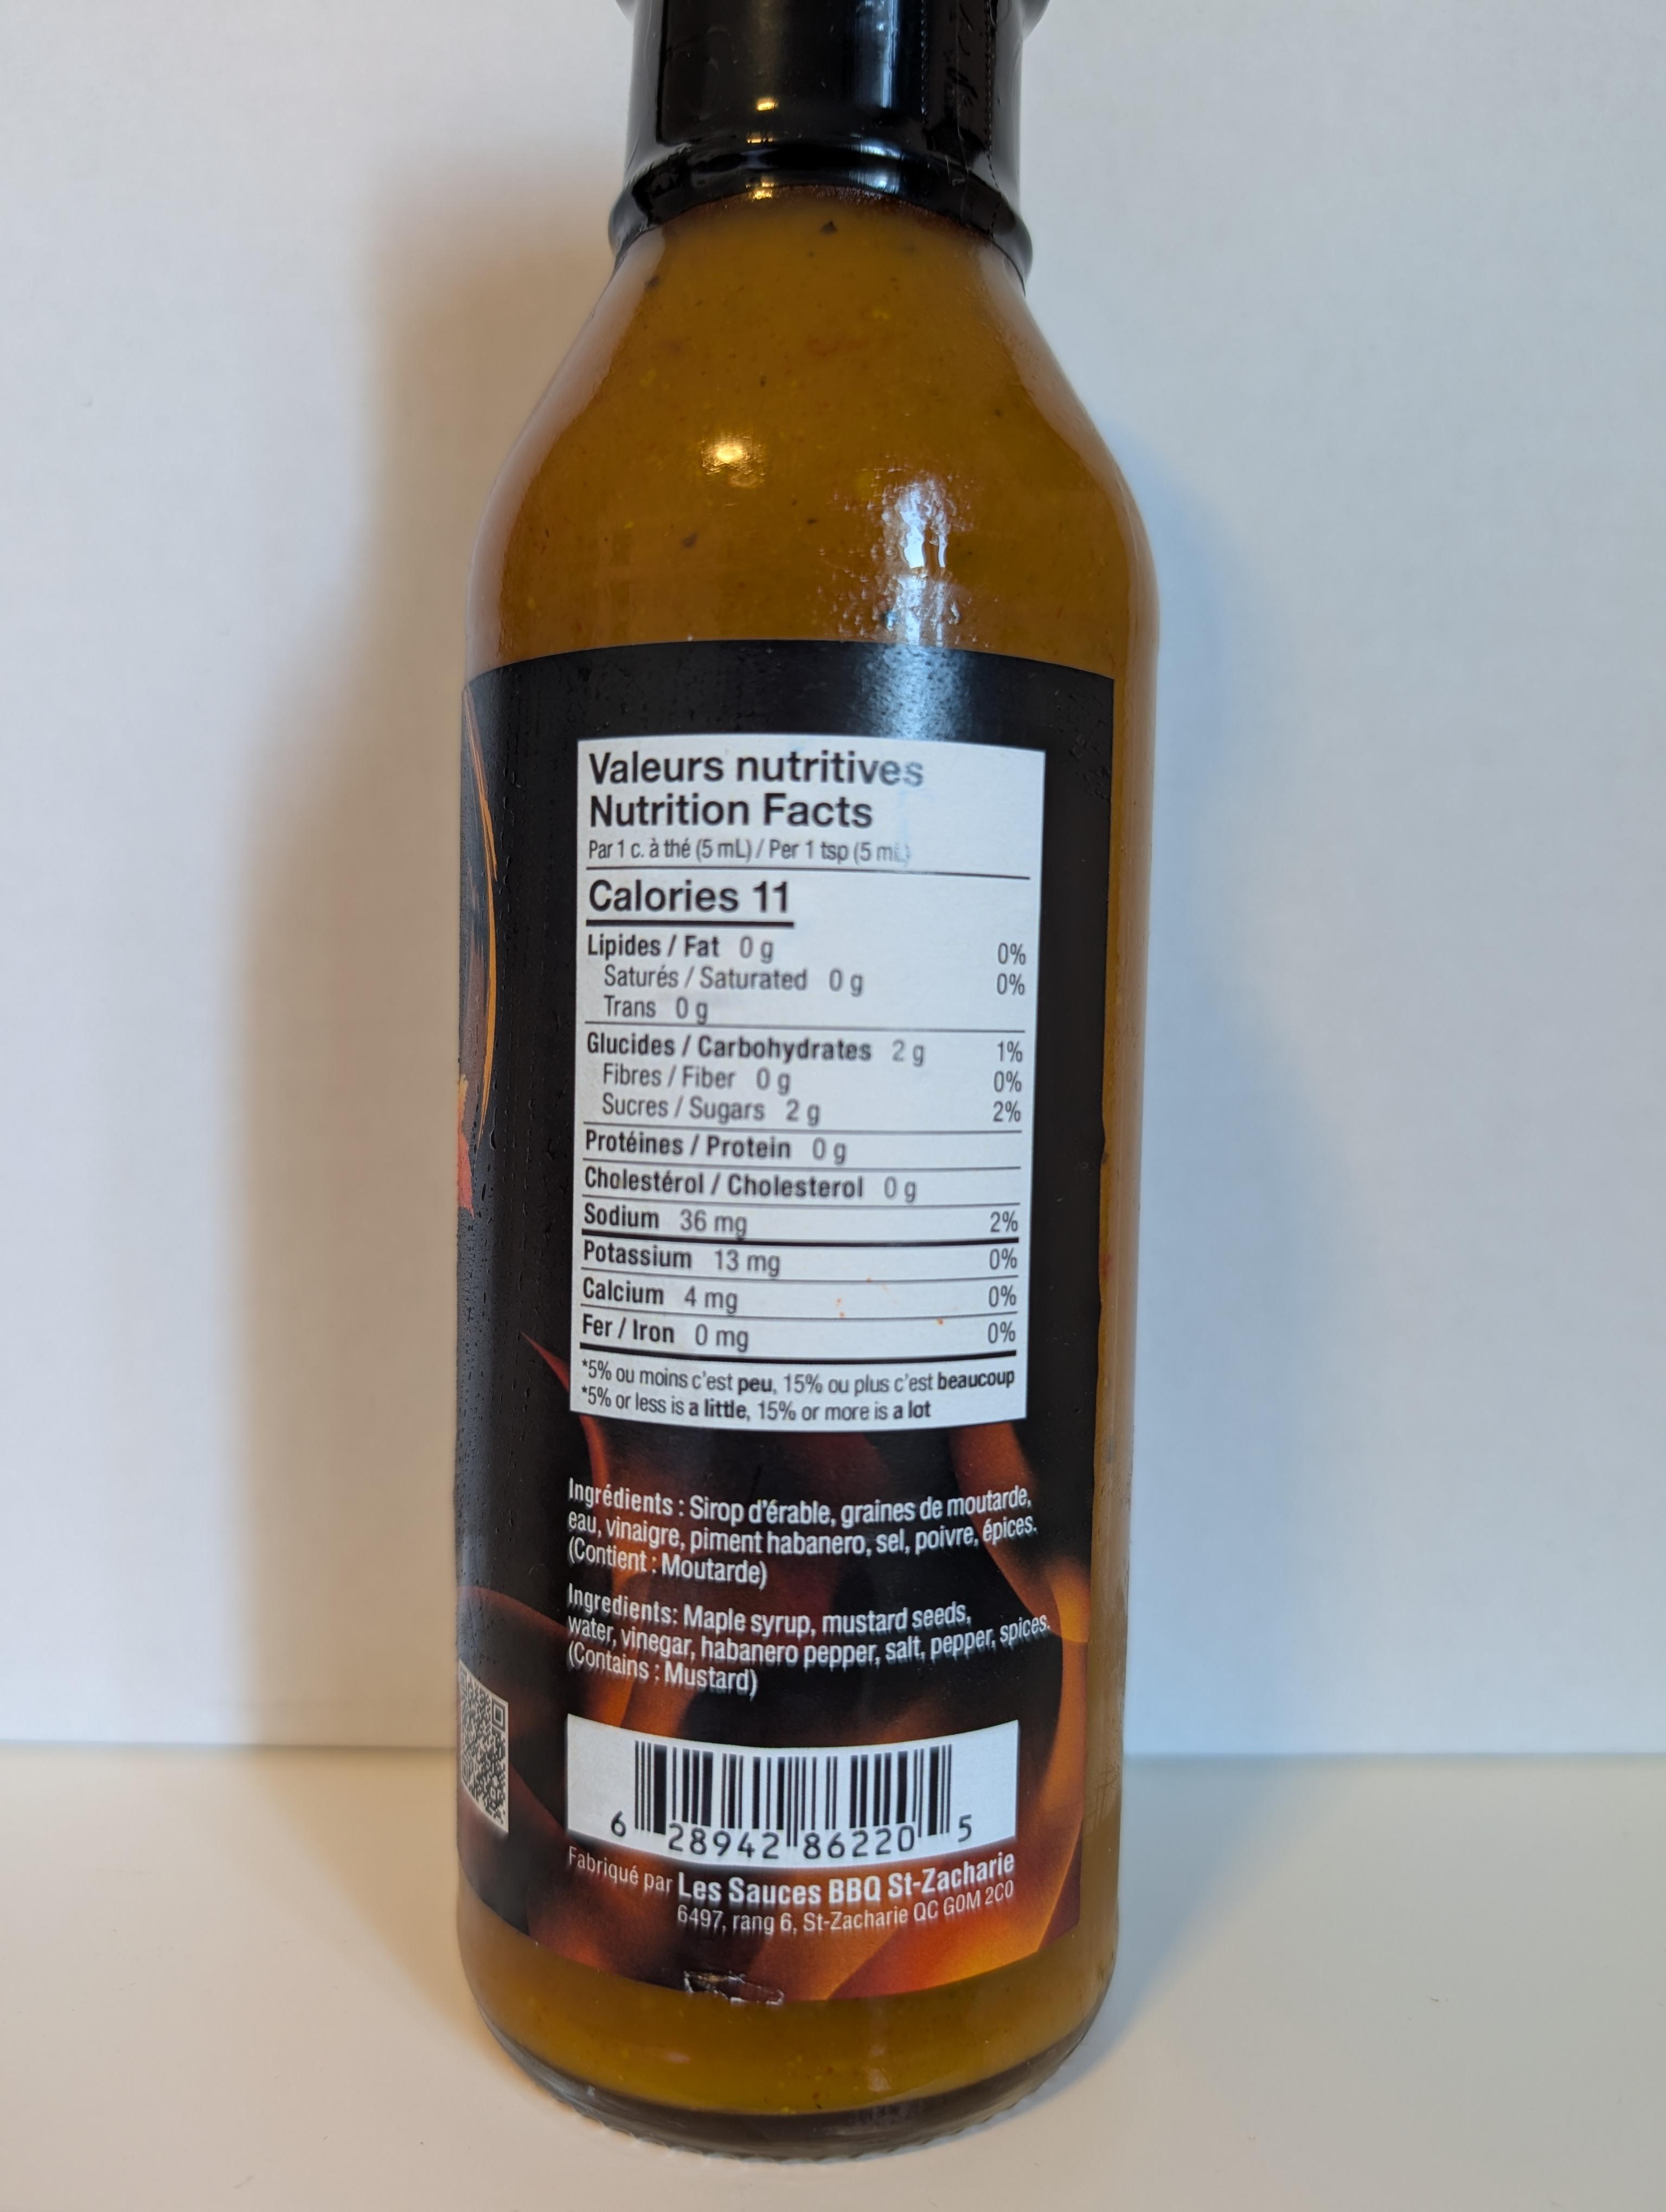 Valeurs nutritives
Nutrition Facts
Par 1 c. à thé (5 mL) / Per 1 tsp (5 mL)
Calories 11
Lipides / Fat 0 g 0%
Saturés / Saturated 0 g 0%
Trans 0 g
Glucides / Carbohydrates 2 g 1%
Fibres / Fiber 0 g 0%
Sucres / Sugars 2 g 2%
Protéines / Protein 0 g
Cholestérol / Cholesterol 0 g
Sodium 36 mg 2%
Potassium 13 mg 0%
Calcium 4 mg 0%
Fer / Iron 0 mg 0%
*5% ou moins c'est peu, 15% ou plus c'est beaucoup
*5% or less is a little, 15% or more is a lot
Ingrédients : Sirop d'érable, graines de moutarde,
eau, vinaigre, piment habanero, sel, poivre, épices.
(Contient : Moutarde)
Ingredients: Maple syrup, mustard seeds,
water, vinegar, habanero pepper, salt, pepper, spices.
(Contains : Mustard)
6 28942 86220 5
Fabriqué par Les Sauces BBQ St-Zacharie
6497, rang 6, St-Zacharie QC G0M 2C0